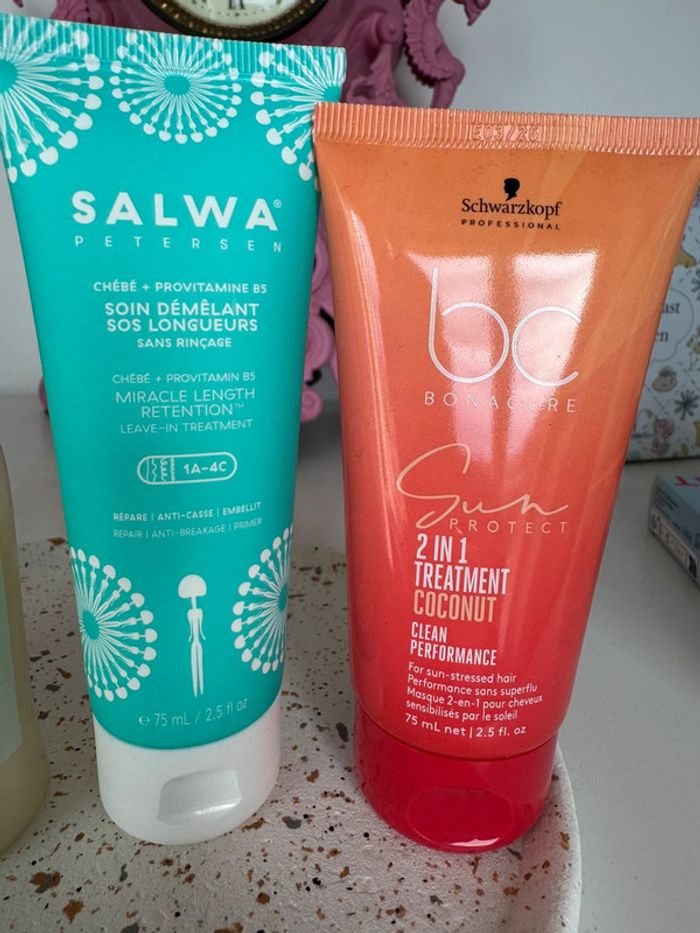 SALWA®
PETERSEN
CHÉBÉ + PROVITAMINE B5
SOIN DÉMÊLANT
SOS LONGUEURS
SANS RINÇAGE
CHÉBÉ + PROVITAMIN B5
MIRACLE LENGTH
RETENTION™
LEAVE-IN TREATMENT
1A-4C
RÉPARE | ANTI-CASSE | EMBELLIT
REPAIR | ANTI-BREAKAGE | PRIMER
e 75 mL / 2.5 fl oz
E03/26
Schwarzkopf
PROFESSIONAL
bc
BONACURE
Sun
PROTECT
2 IN 1
TREATMENT
COCONUT
CLEAN
PERFORMANCE
For sun-stressed hair
Performance sans superflu
Masque 2-en-1 pour cheveux
sensibilisés par le soleil
75 mL net | 2.5 fl. oz.